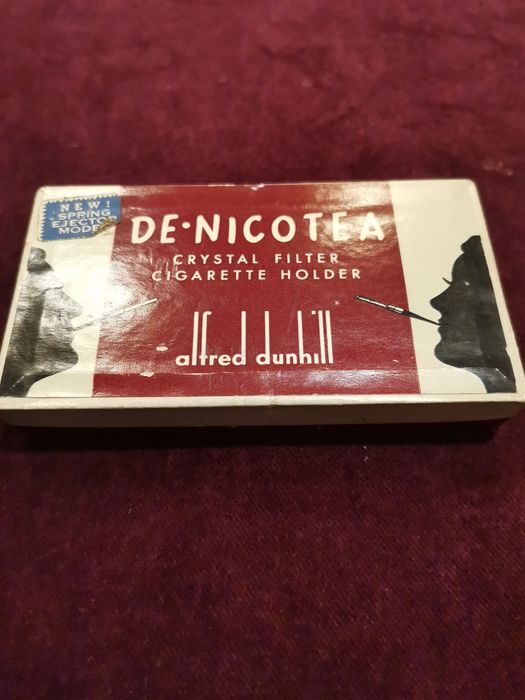 NEW!
SPRING
EJECTOR
MODEL
DE·NICOTEA
CRYSTAL FILTER
CIGARETTE HOLDER
alfred dunhill